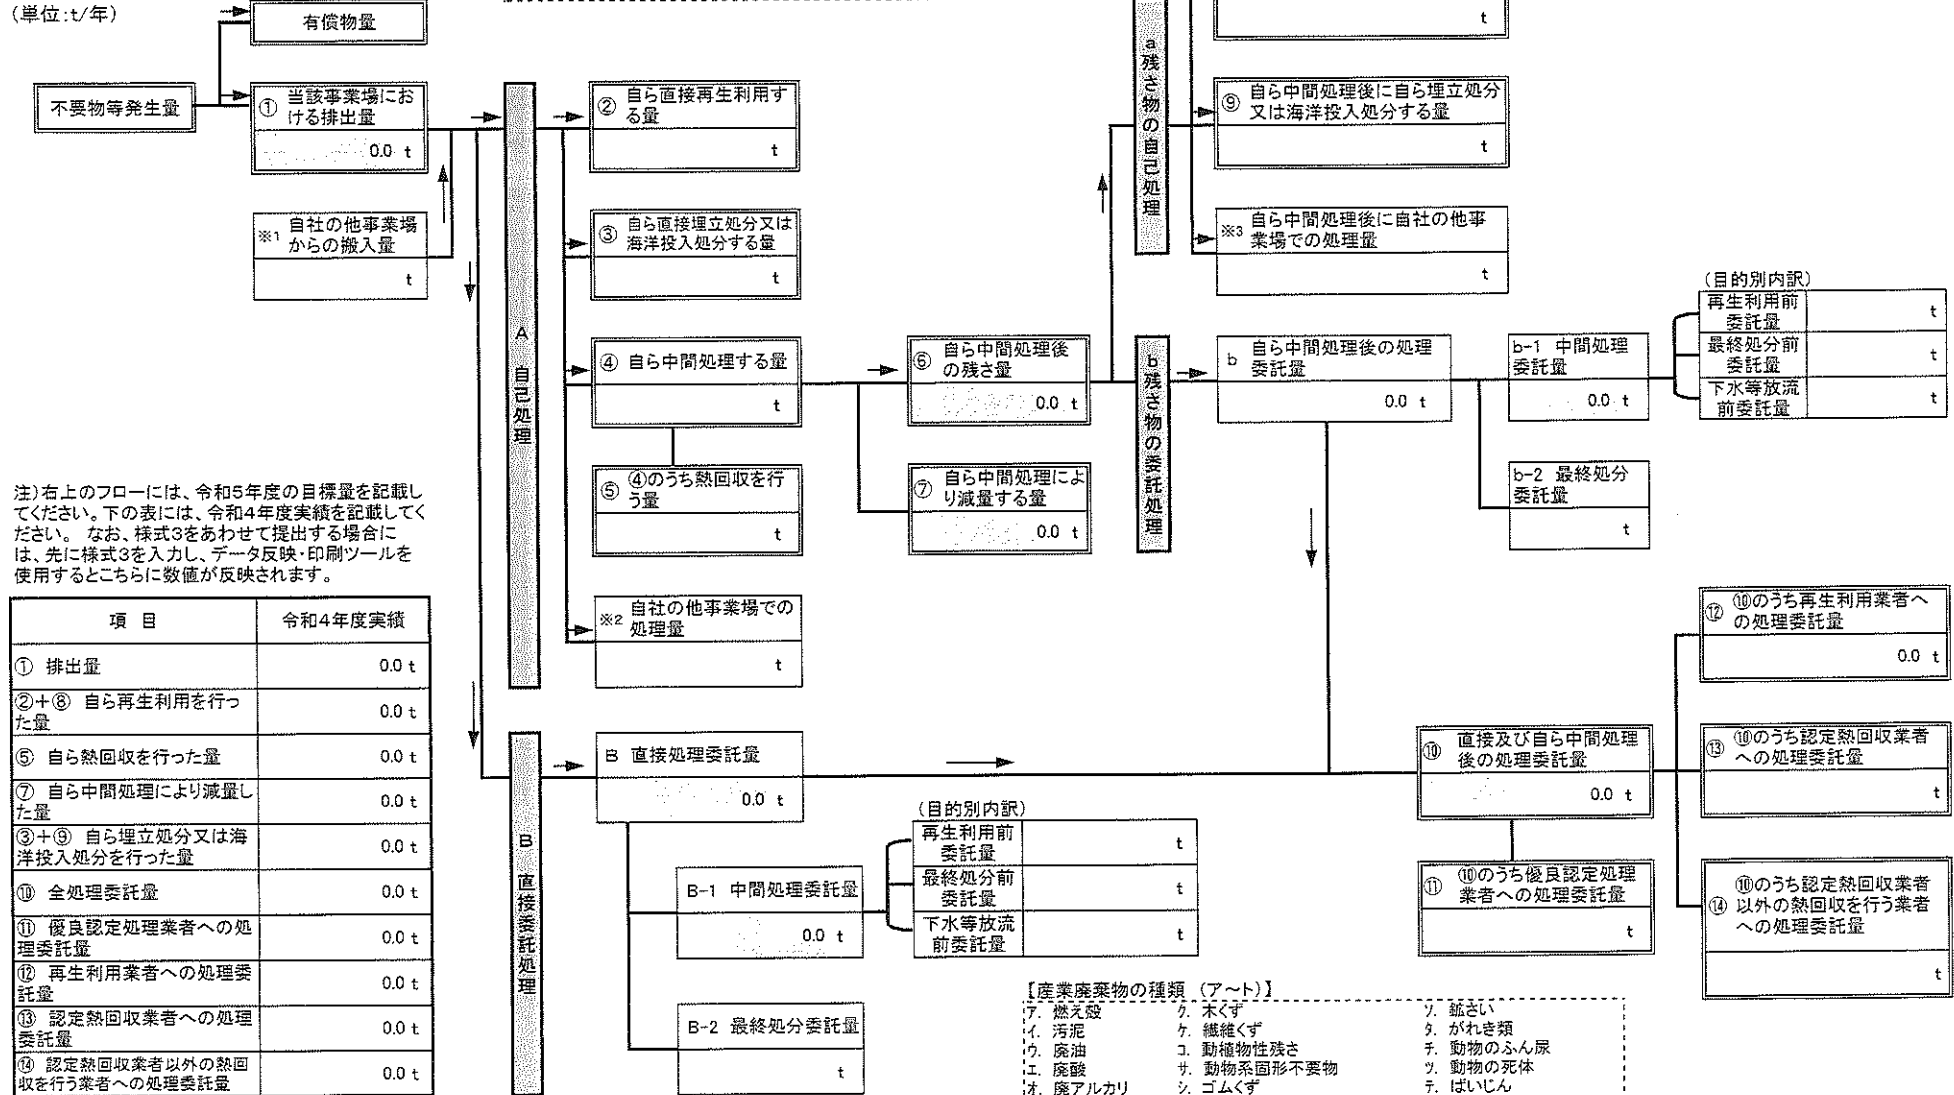 (単位:t/年)
有償物量
不要物等発生量
① 当該事業場にお
ける排出量
0.0 t
※1 自社の他事業場
からの搬入量
t
A 自己処理
② 自ら直接再生利用す
る量
t
③ 自ら直接埋立処分又は
海洋投入処分する量
t
④ 自ら中間処理する量
t
⑤ ④のうち熱回収を行
う量
t
※2 自社の他事業場での
処理量
t
⑥ 自ら中間処理後
の残さ量
0.0 t
⑦ 自ら中間処理によ
り減量する量
0.0 t
a 残さ物の自己処理
t
⑨ 自ら中間処理後に自ら埋立処分
又は海洋投入処分する量
t
※3 自ら中間処理後に自社の他事
業場での処理量
t
b 残さ物の委託処理
b 自ら中間処理後の処理
委託量
0.0 t
b-1 中間処理
委託量
0.0 t
b-2 最終処分
委託量
t
(目的別内訳)
再生利用前
委託量
t
最終処分前
委託量
t
下水等放流
前委託量
t
注)右上のフローには、令和5年度の目標量を記載し
てください。下の表には、令和4年度実績を記載してく
ださい。 なお、様式3をあわせて提出する場合に
は、先に様式3を入力し、データ反映・印刷ツールを
使用するとこちらに数値が反映されます。
項 目 令和4年度実績
① 排出量 0.0 t
②+⑧ 自ら再生利用を行っ
た量 0.0 t
⑤ 自ら熱回収を行った量 0.0 t
⑦ 自ら中間処理により減量し
た量 0.0 t
③+⑨ 自ら埋立処分又は海
洋投入処分を行った量 0.0 t
⑩ 全処理委託量 0.0 t
⑪ 優良認定処理業者への処
理委託量 0.0 t
⑫ 再生利用業者への処理委
託量 0.0 t
⑬ 認定熱回収業者への処理
委託量 0.0 t
⑭ 認定熱回収業者以外の熱回
収を行う業者への処理委託量 0.0 t
B 直接委託処理
B 直接処理委託量
0.0 t
B-1 中間処理委託量
0.0 t
B-2 最終処分委託量
t
(目的別内訳)
再生利用前
委託量
t
最終処分前
委託量
t
下水等放流
前委託量
t
⑩ 直接及び自ら中間処理
後の処理委託量
0.0 t
⑪ ⑩のうち優良認定処理
業者への処理委託量
t
⑫ ⑩のうち再生利用業者へ
の処理委託量
0.0 t
⑬ ⑩のうち認定熱回収業者
への処理委託量
t
⑭ ⑩のうち認定熱回収業者
以外の熱回収を行う業者
への処理委託量
t
【産業廃棄物の種類 (ア~ト)】
ア. 燃え殻 ク. 木くず ソ. 鉱さい
イ. 汚泥 ケ. 繊維くず タ. がれき類
ウ. 廃油 コ. 動植物性残さ チ. 動物のふん尿
エ. 廃酸 サ. 動物系固形不要物 ツ. 動物の死体
オ. 廃アルカリ シ. ゴムくず テ. ばいじん